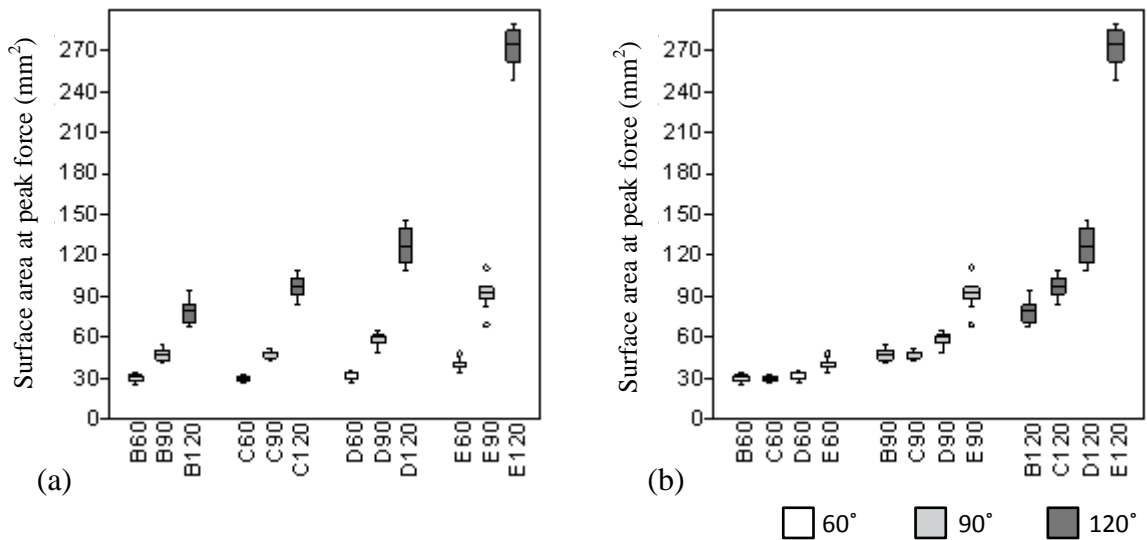 Surface area at peak force (mm²)
270
240
210
180
150
120
90
60
30
0
B60
B90
B120
C60
C90
C120
D60
D90
D120
E60
E90
E120
(a)
Surface area at peak force (mm²)
270
240
210
180
150
120
90
60
30
0
B60
C60
D60
E60
B90
C90
D90
E90
B120
C120
D120
E120
(b)
60° 90° 120°